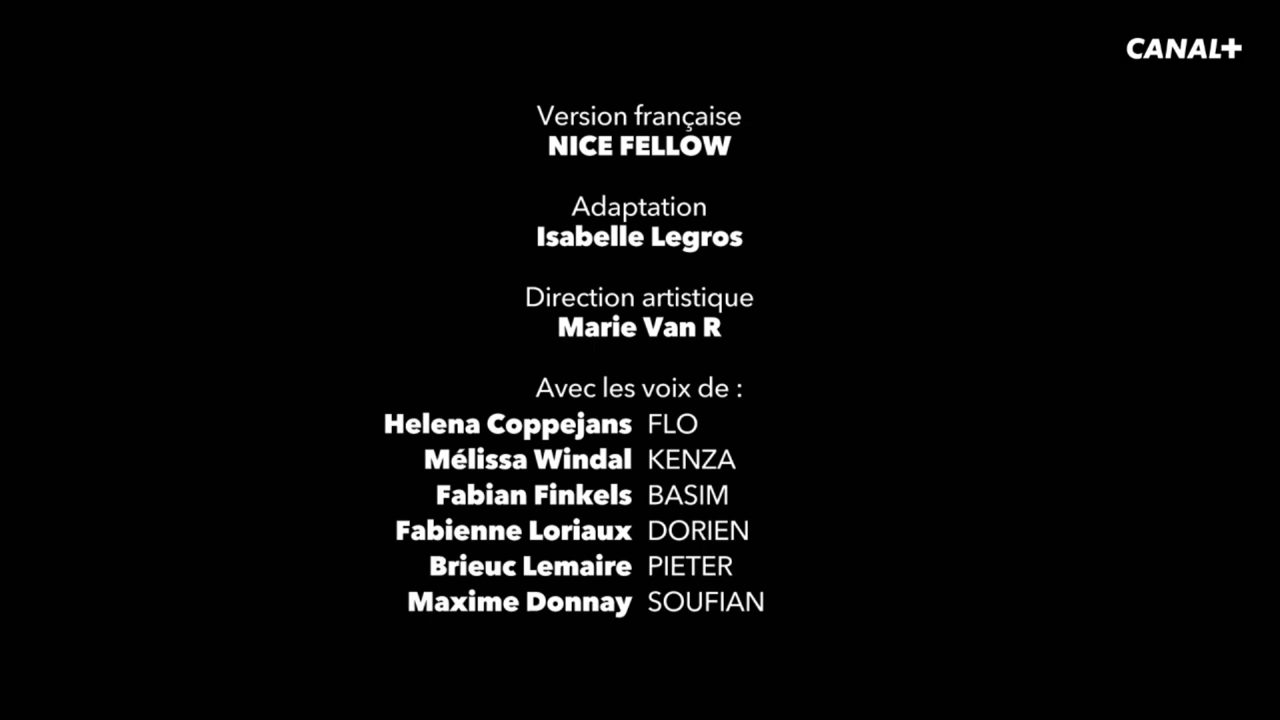 CANAL+
Version française
NICE FELLOW
Adaptation
Isabelle Legros
Direction artistique
Marie Van R
Avec les voix de :
Helena Coppejans FLO
Mélissa Windal KENZA
Fabian Finkels BASIM
Fabienne Loriaux DORIEN
Brieuc Lemaire PIETER
Maxime Donnay SOUFIAN